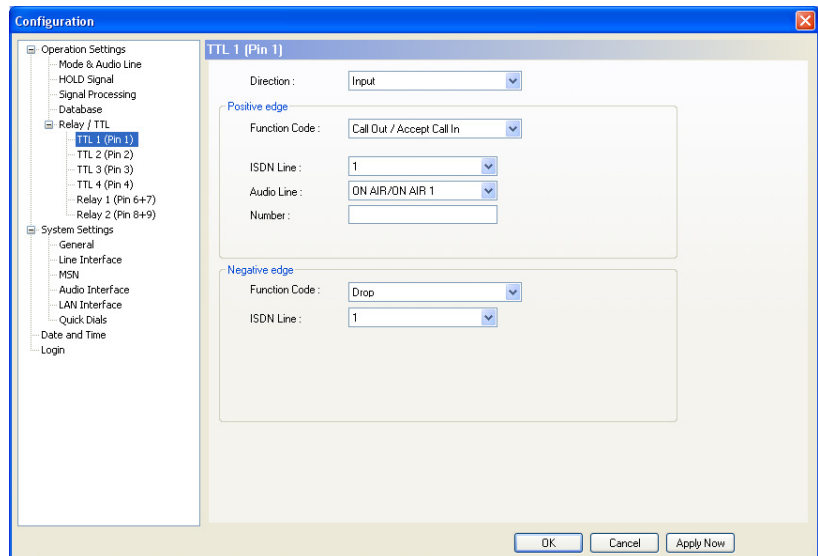 Configuration
Operation Settings
Mode & Audio Line
HOLD Signal
Signal Processing
Database
Relay / TTL
TTL 1 (Pin 1)
TTL 2 (Pin 2)
TTL 3 (Pin 3)
TTL 4 (Pin 4)
Relay 1 (Pin 6+7)
Relay 2 (Pin 8+9)
System Settings
General
Line Interface
MSN
Audio Interface
LAN Interface
Quick Dials
Date and Time
Login
TTL 1 (Pin 1)
Direction : Input
Positive edge
Function Code : Call Out / Accept Call In
ISDN Line : 1
Audio Line : ON AIR/ON AIR 1
Number :
Negative edge
Function Code : Drop
ISDN Line : 1
OK Cancel Apply Now